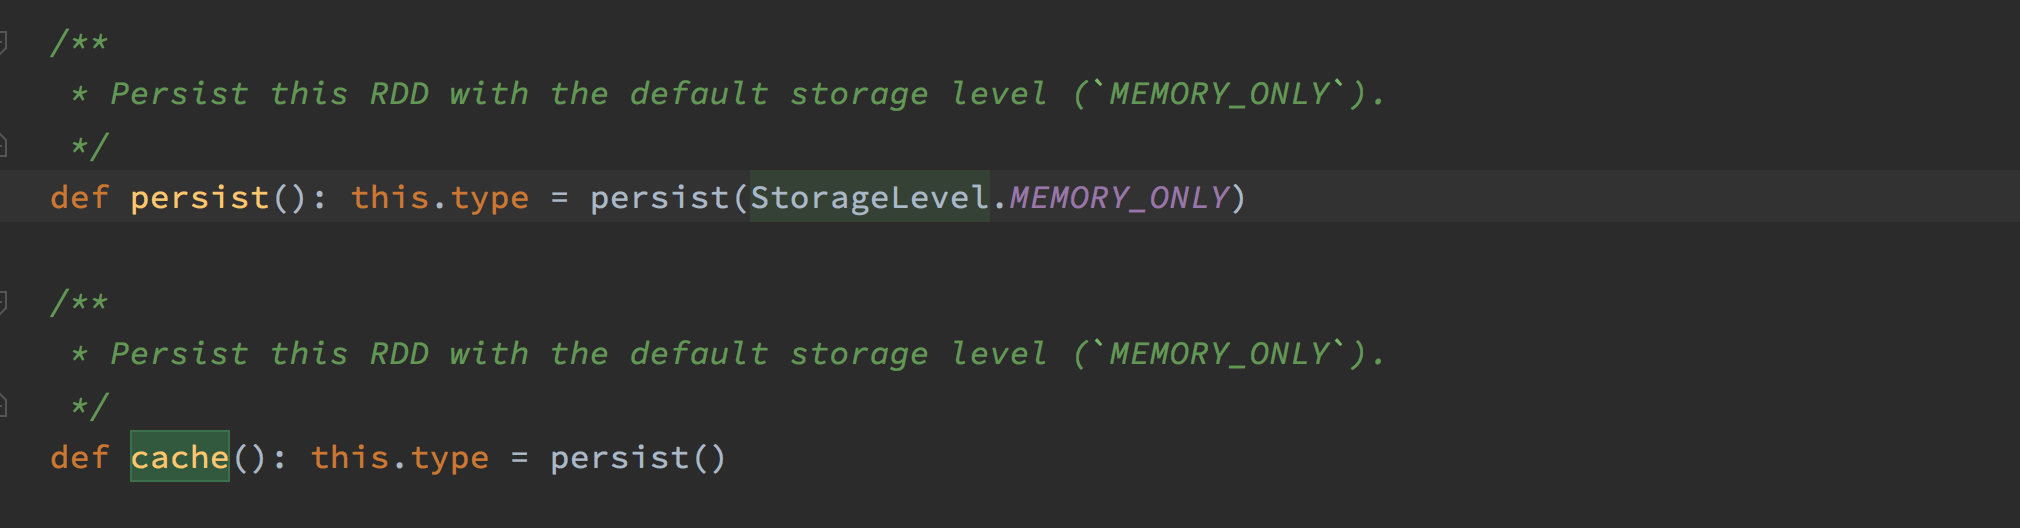 /**
 * Persist this RDD with the default storage level (`MEMORY_ONLY`).
 */
def persist(): this.type = persist(StorageLevel.MEMORY_ONLY)
/**
 * Persist this RDD with the default storage level (`MEMORY_ONLY`).
 */
def cache(): this.type = persist()